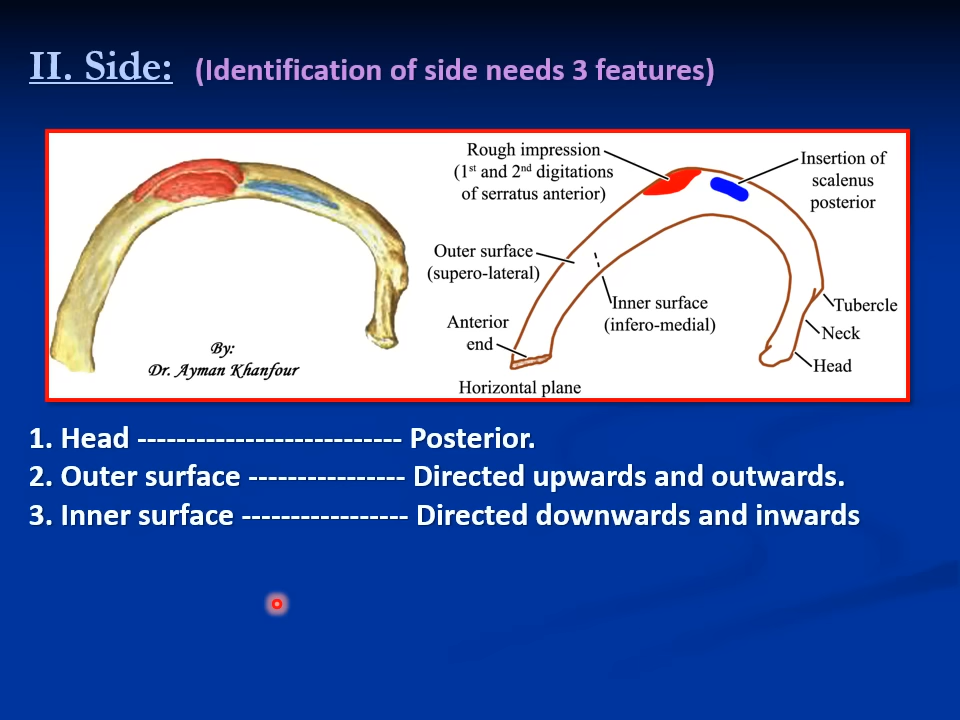 II. Side: (Identification of side needs 3 features)
Rough impression
(1st and 2nd digitations
of serratus anterior)
Insertion of
scalenus
posterior
Outer surface
(supero-lateral)
Inner surface
(infero-medial)
Anterior
end
Tubercle
Neck
Head
Horizontal plane
By:
Dr. Ayman Khanfour
1. Head --------------------------- Posterior.
2. Outer surface ---------------- Directed upwards and outwards.
3. Inner surface ----------------- Directed downwards and inwards